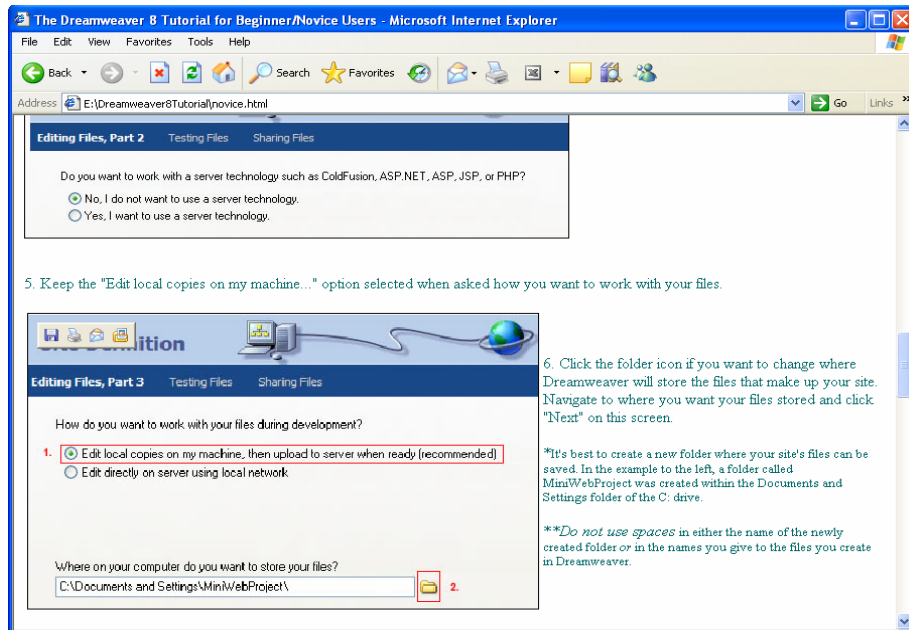 The Dreamweaver 8 Tutorial for Beginner/Novice Users - Microsoft Internet Explorer
File Edit View Favorites Tools Help
Back Search Favorites
Address E:\Dreamweaver8Tutorial\novice.html Go Links »
Editing Files, Part 2 Testing Files Sharing Files
Do you want to work with a server technology such as ColdFusion, ASP.NET, ASP, JSP, or PHP?
No, I do not want to use a server technology.
Yes, I want to use a server technology.
5. Keep the "Edit local copies on my machine..." option selected when asked how you want to work with your files.
ition
Editing Files, Part 3 Testing Files Sharing Files
How do you want to work with your files during development?
1. Edit local copies on my machine, then upload to server when ready (recommended)
Edit directly on server using local network
Where on your computer do you want to store your files?
C:\Documents and Settings\MiniWebProject\ 2.
6. Click the folder icon if you want to change where
Dreamweaver will store the files that make up your site.
Navigate to where you want your files stored and click
"Next" on this screen.
*It's best to create a new folder where your site's files can be
saved. In the example to the left, a folder called
MiniWebProject was created within the Documents and
Settings folder of the C: drive.
**Do not use spaces in either the name of the newly
created folder or in the names you give to the files you create
in Dreamweaver.